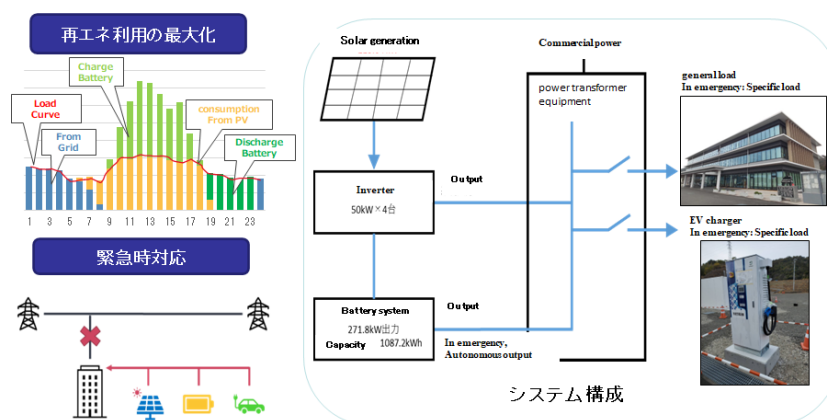 再エネ利用の最大化
Charge
Battery
Load
Curve
From
Grid
consumption
From PV
Discharge
Battery
1 3 5 7 9 11 13 15 17 19 21 23
緊急時対応
Solar generation
Commercial power
power transformer
equipment
general load
In emergency: Specific load
Inverter
50kW×4台
Output
EV charger
In emergency: Specific load
Battery system
271.8kW出力
Capacity 1087.2kWh
Output
In emergency,
Autonomous output
システム構成